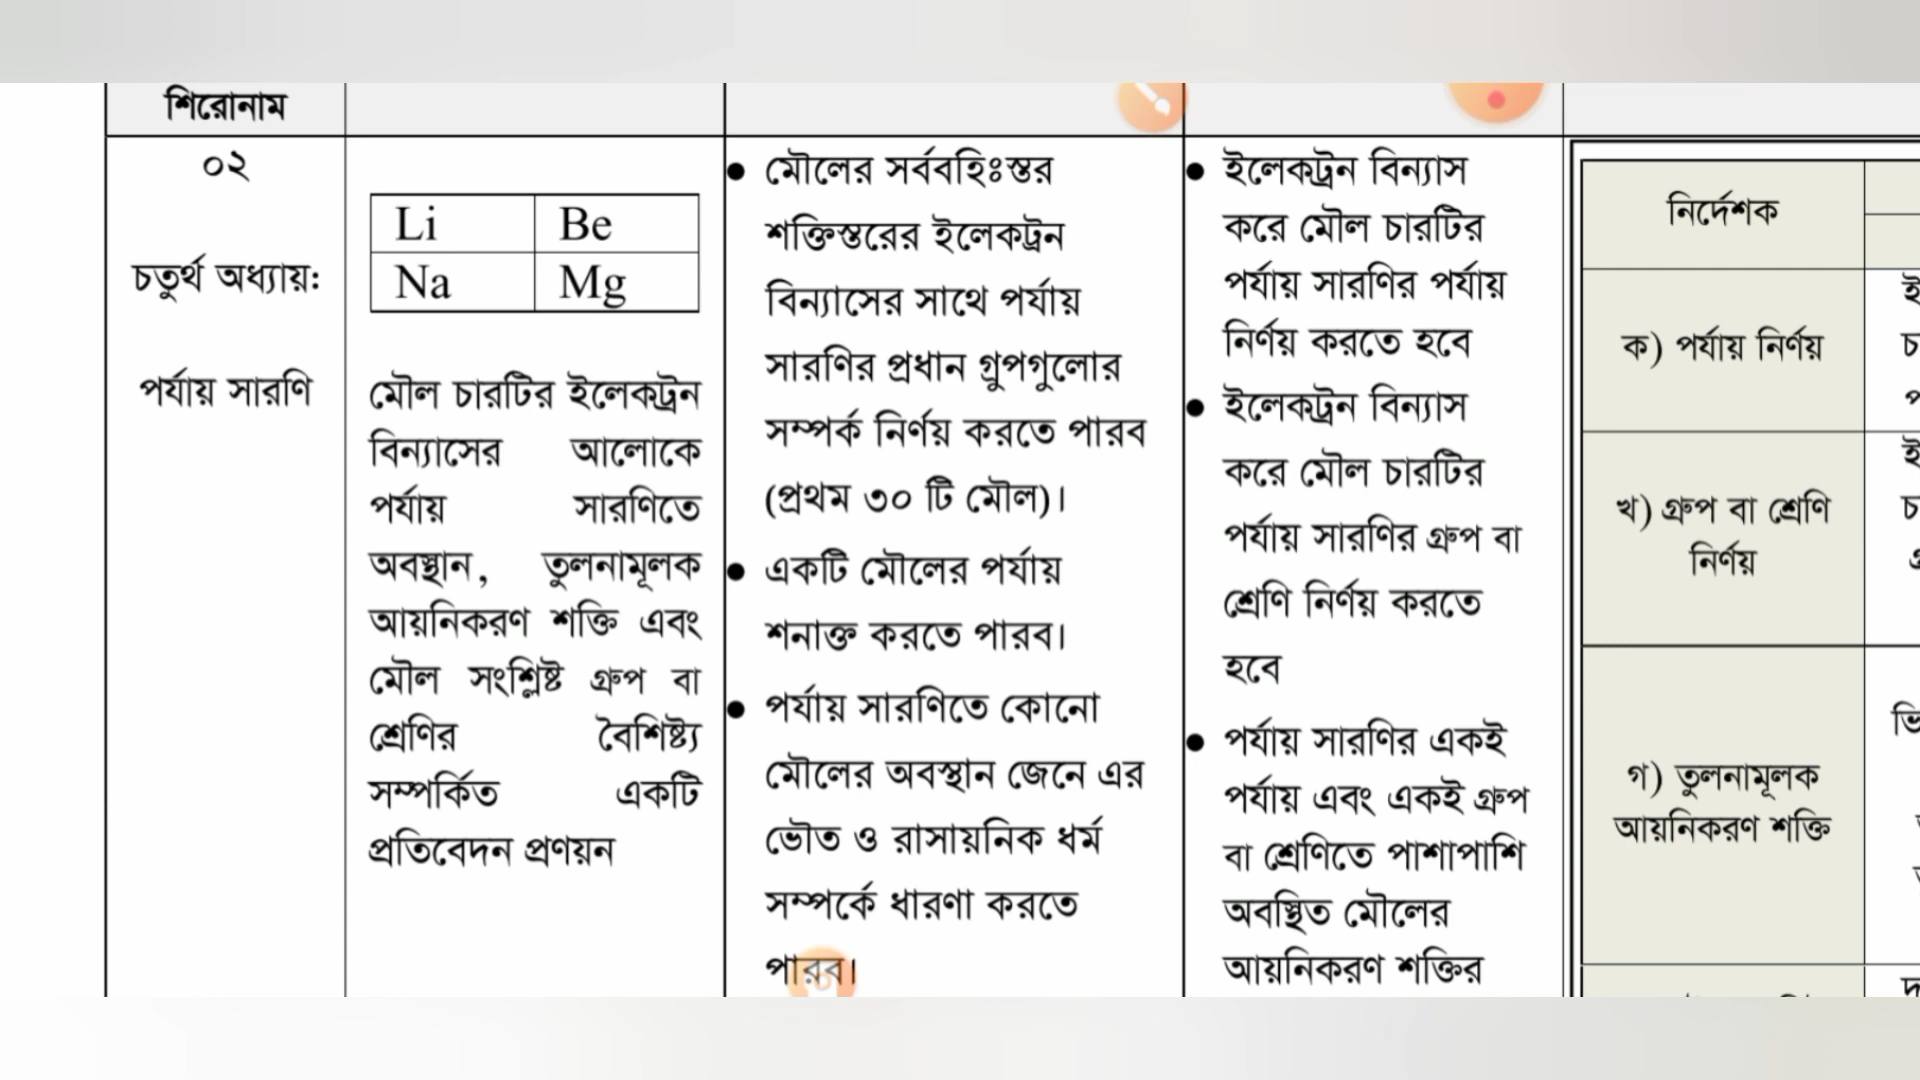 শিরোনাম
০২
চতুর্থ অধ্যায়ঃ
পর্যায় সারণি
Li Be
Na Mg
মৌল চারটির ইলেকট্রন
বিন্যাসের আলোকে
পর্যায় সারণিতে
অবস্থান, তুলনামূলক
আয়নিকরণ শক্তি এবং
মৌল সংশ্লিষ্ট গ্রুপ বা
শ্রেণির বৈশিষ্ট্য
সম্পর্কিত একটি
প্রতিবেদন প্রণয়ন
● মৌলের সর্ববহিঃস্তর
শক্তিস্তরের ইলেকট্রন
বিন্যাসের সাথে পর্যায়
সারণির প্রধান গ্রুপগুলোর
সম্পর্ক নির্ণয় করতে পারব
(প্রথম ৩০ টি মৌল)।
● একটি মৌলের পর্যায়
শনাক্ত করতে পারব।
● পর্যায় সারণিতে কোনো
মৌলের অবস্থান জেনে এর
ভৌত ও রাসায়নিক ধর্ম
সম্পর্কে ধারণা করতে
পারব।
● ইলেকট্রন বিন্যাস
করে মৌল চারটির
পর্যায় সারণির পর্যায়
নির্ণয় করতে হবে
● ইলেকট্রন বিন্যাস
করে মৌল চারটির
পর্যায় সারণির গ্রুপ বা
শ্রেণি নির্ণয় করতে
হবে
● পর্যায় সারণির একই
পর্যায় এবং একই গ্রুপ
বা শ্রেণিতে পাশাপাশি
অবস্থিত মৌলের
আয়নিকরণ শক্তির
নির্দেশক
ক) পর্যায় নির্ণয়
খ) গ্রুপ বা শ্রেণি
নির্ণয়
গ) তুলনামূলক
আয়নিকরণ শক্তি